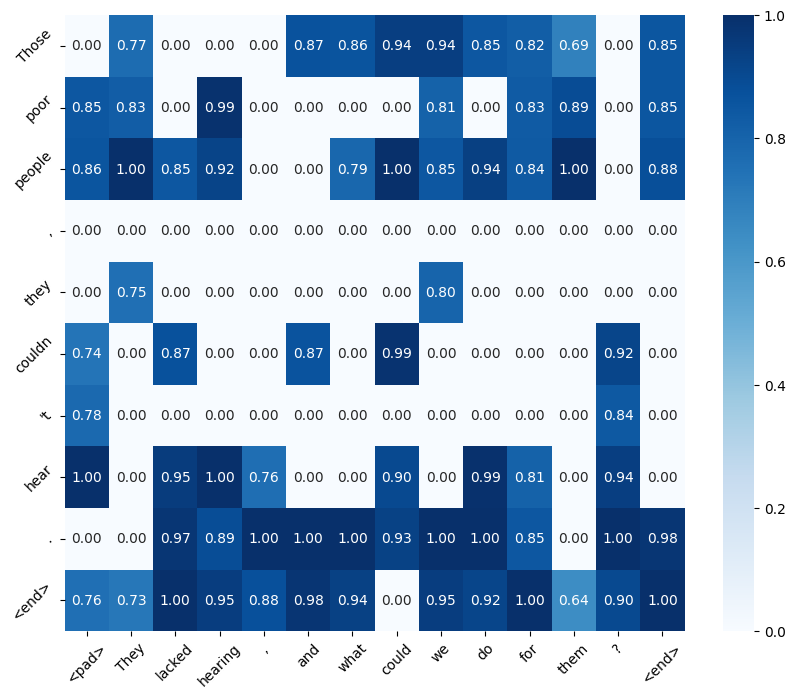 Those 0.00 0.77 0.00 0.00 0.00 0.87 0.86 0.94 0.94 0.85 0.82 0.69 0.00 0.85
poor 0.85 0.83 0.00 0.99 0.00 0.00 0.00 0.00 0.81 0.00 0.83 0.89 0.00 0.85
people 0.86 1.00 0.85 0.92 0.00 0.00 0.79 1.00 0.85 0.94 0.84 1.00 0.00 0.88
, 0.00 0.00 0.00 0.00 0.00 0.00 0.00 0.00 0.00 0.00 0.00 0.00 0.00 0.00
they 0.00 0.75 0.00 0.00 0.00 0.00 0.00 0.00 0.80 0.00 0.00 0.00 0.00 0.00
couldn 0.74 0.00 0.87 0.00 0.00 0.87 0.00 0.99 0.00 0.00 0.00 0.00 0.92 0.00
't 0.78 0.00 0.00 0.00 0.00 0.00 0.00 0.00 0.00 0.00 0.00 0.00 0.84 0.00
hear 1.00 0.00 0.95 1.00 0.76 0.00 0.00 0.90 0.00 0.99 0.81 0.00 0.94 0.00
. 0.00 0.00 0.97 0.89 1.00 1.00 1.00 0.93 1.00 1.00 0.85 0.00 1.00 0.98
<end> 0.76 0.73 1.00 0.95 0.88 0.98 0.94 0.00 0.95 0.92 1.00 0.64 0.90 1.00
<pad> They lacked hearing , and what could we do for them ? <end>
1.0
0.8
0.6
0.4
0.2
0.0